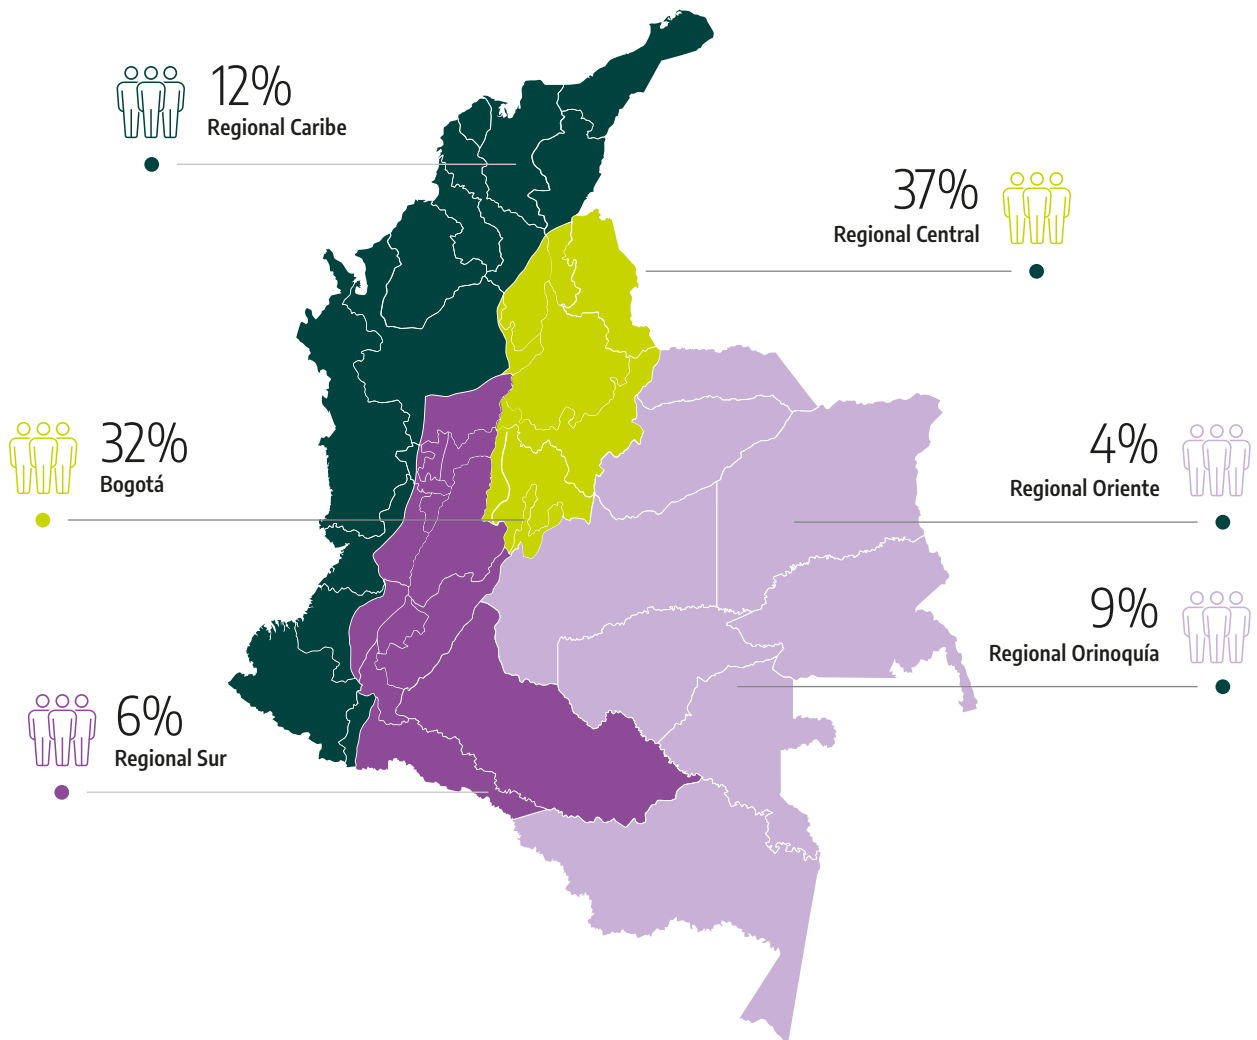 12%
Regional Caribe
37%
Regional Central
32%
Bogotá
4%
Regional Oriente
9%
Regional Orinoquía
6%
Regional Sur